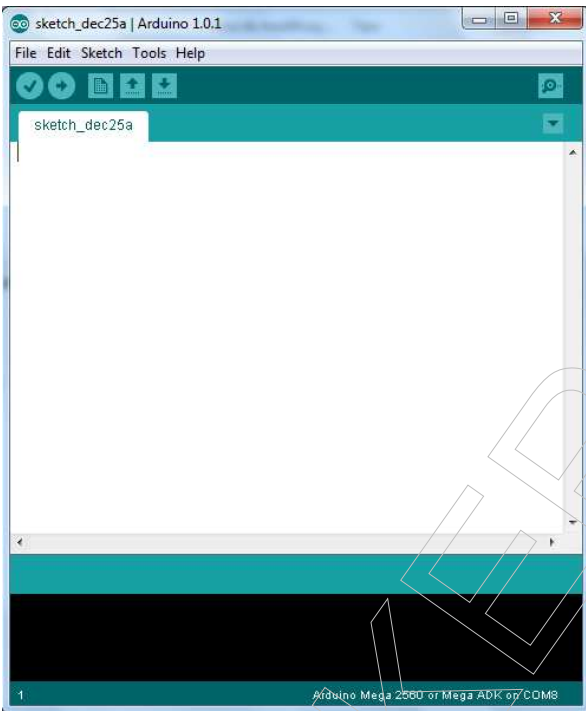 sketch_dec25a | Arduino 1.0.1
File Edit Sketch Tools Help
sketch_dec25a
1 Arduino Mega 2560 or Mega ADK on COM8